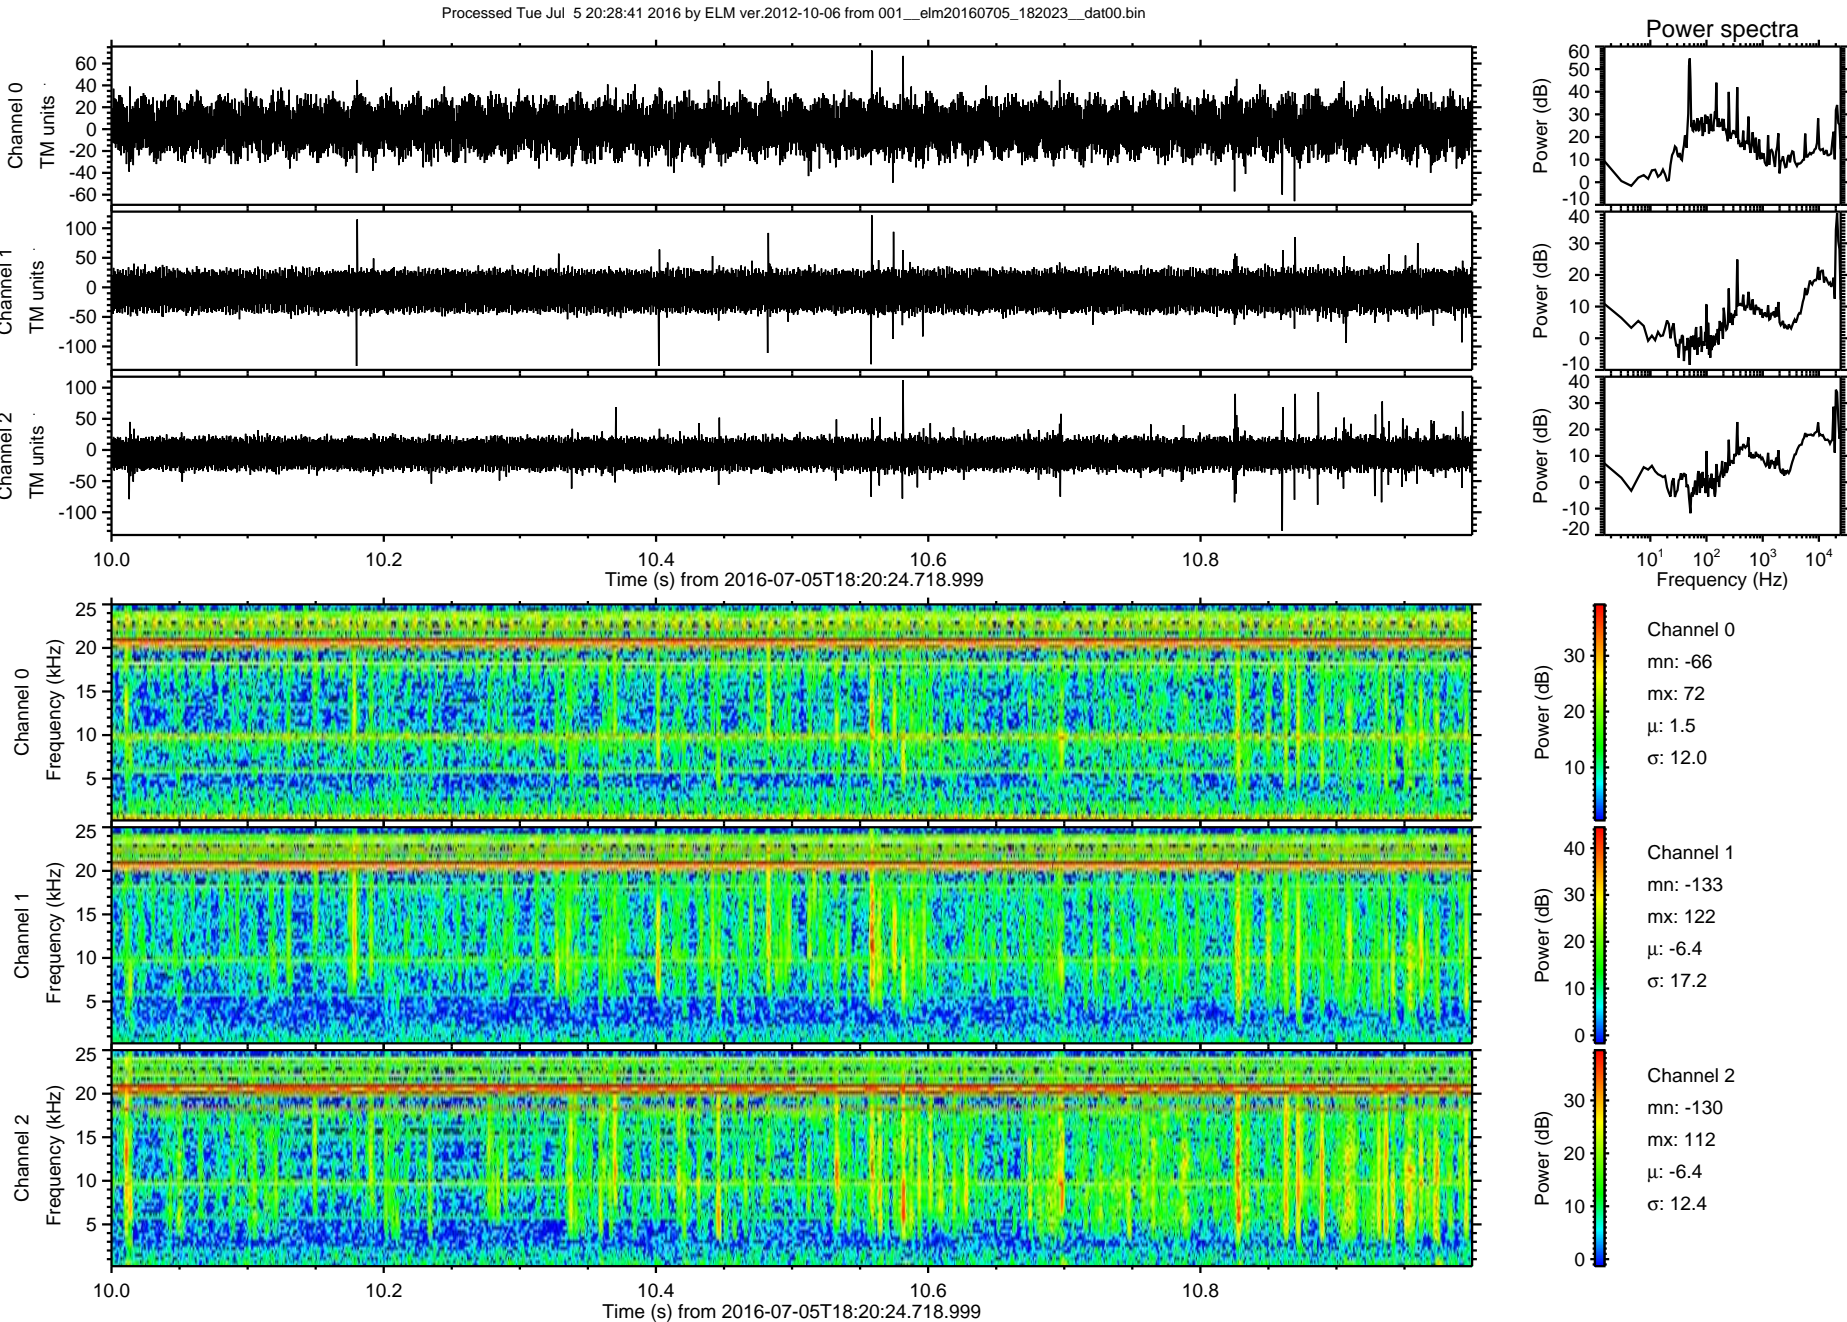 Processed Tue Jul 5 20:28:41 2016 by ELM ver.2012-10-06 from 001__elm20160705_182023__dat00.bin
Power spectra
Channel 0
TM units
60
40
20
0
-20
-40
-60
Power (dB)
60
50
40
30
20
10
0
-10
Channel 1
TM units
100
50
0
-50
-100
Power (dB)
40
30
20
10
0
-10
Channel 2
TM units
100
50
0
-50
-100
Power (dB)
40
30
20
10
0
-10
-20
10.0 10.2 10.4 10.6 10.8
Time (s) from 2016-07-05T18:20:24.718.999
10¹ 10² 10³ 10⁴
Frequency (Hz)
Channel 0
Frequency (kHz)
25
20
15
10
5
Power (dB)
30
20
10
Channel 0
mn: -66
mx: 72
μ: 1.5
σ: 12.0
Channel 1
Frequency (kHz)
25
20
15
10
5
Power (dB)
40
30
20
10
0
Channel 1
mn: -133
mx: 122
μ: -6.4
σ: 17.2
Channel 2
Frequency (kHz)
25
20
15
10
5
Power (dB)
30
20
10
0
Channel 2
mn: -130
mx: 112
μ: -6.4
σ: 12.4
10.0 10.2 10.4 10.6 10.8
Time (s) from 2016-07-05T18:20:24.718.999